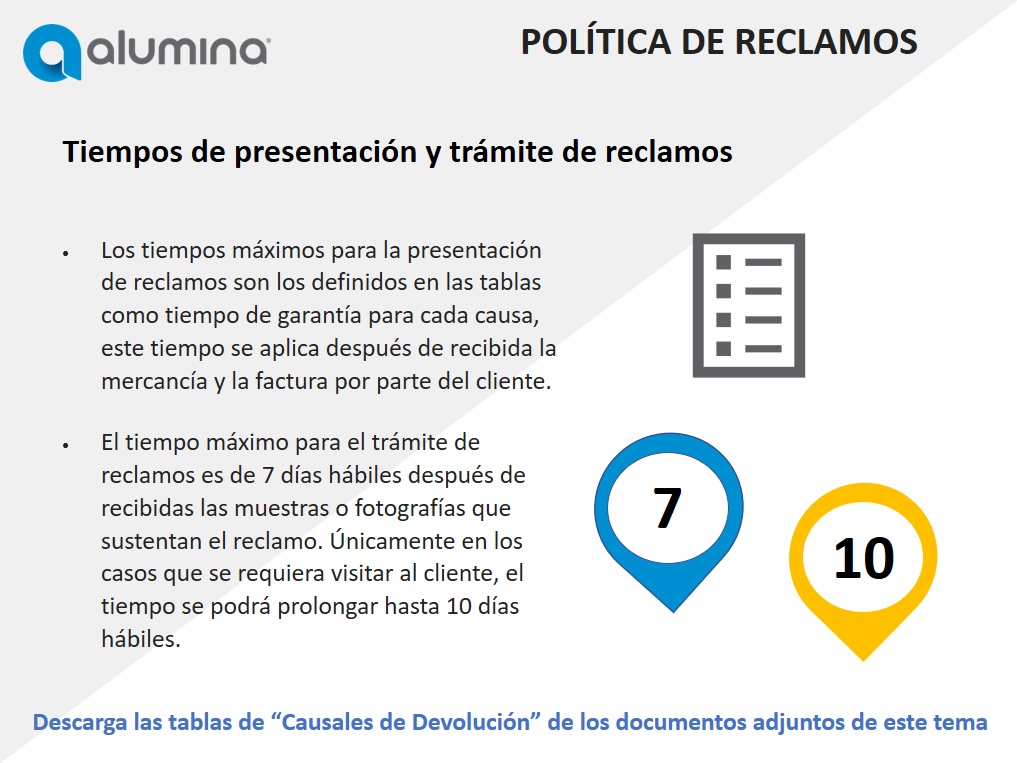 alumina®
POLÍTICA DE RECLAMOS
Tiempos de presentación y trámite de reclamos
• Los tiempos máximos para la presentación
de reclamos son los definidos en las tablas
como tiempo de garantía para cada causa,
este tiempo se aplica después de recibida la
mercancía y la factura por parte del cliente.
• El tiempo máximo para el trámite de
reclamos es de 7 días hábiles después de
recibidas las muestras o fotografías que
sustentan el reclamo. Únicamente en los
casos que se requiera visitar al cliente, el
tiempo se podrá prolongar hasta 10 días
hábiles.
7
10
Descarga las tablas de “Causales de Devolución” de los documentos adjuntos de este tema